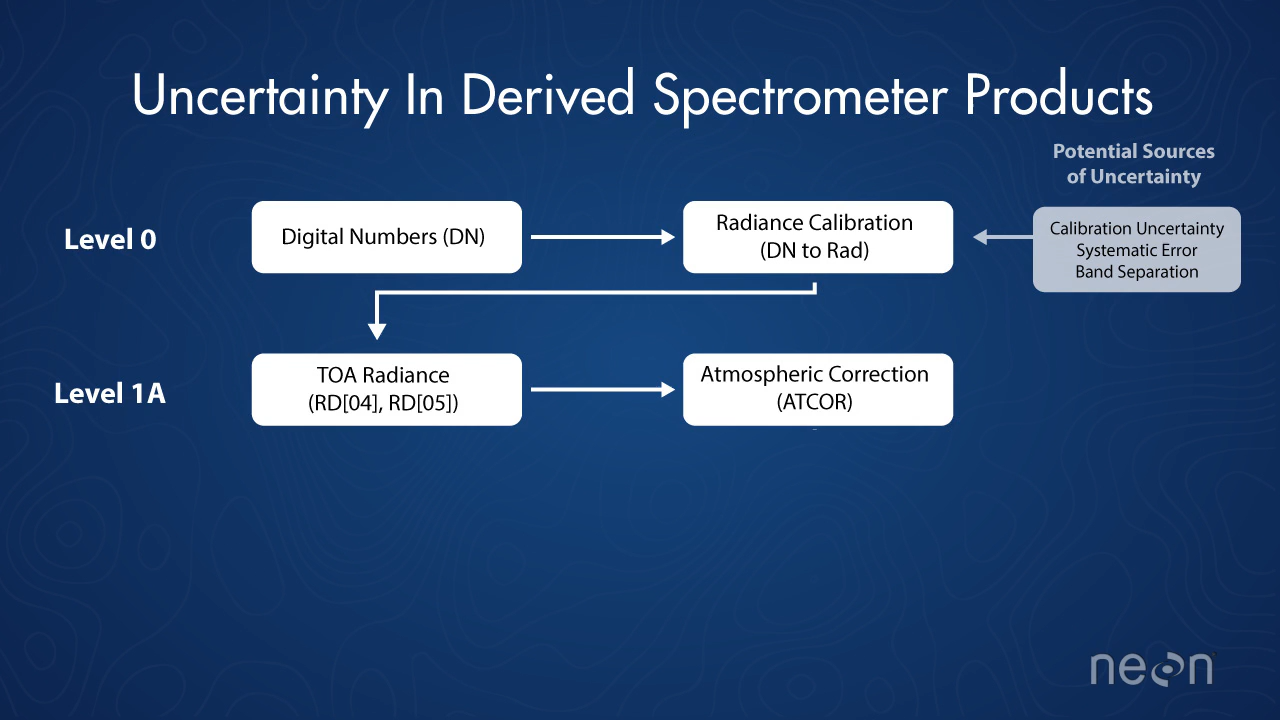 Uncertainty In Derived Spectrometer Products
Potential Sources
of Uncertainty
Level 0
Digital Numbers (DN)
Radiance Calibration
(DN to Rad)
Calibration Uncertainty
Systematic Error
Band Separation
Level 1A
TOA Radiance
(RD[04], RD[05])
Atmospheric Correction
(ATCOR)
neon